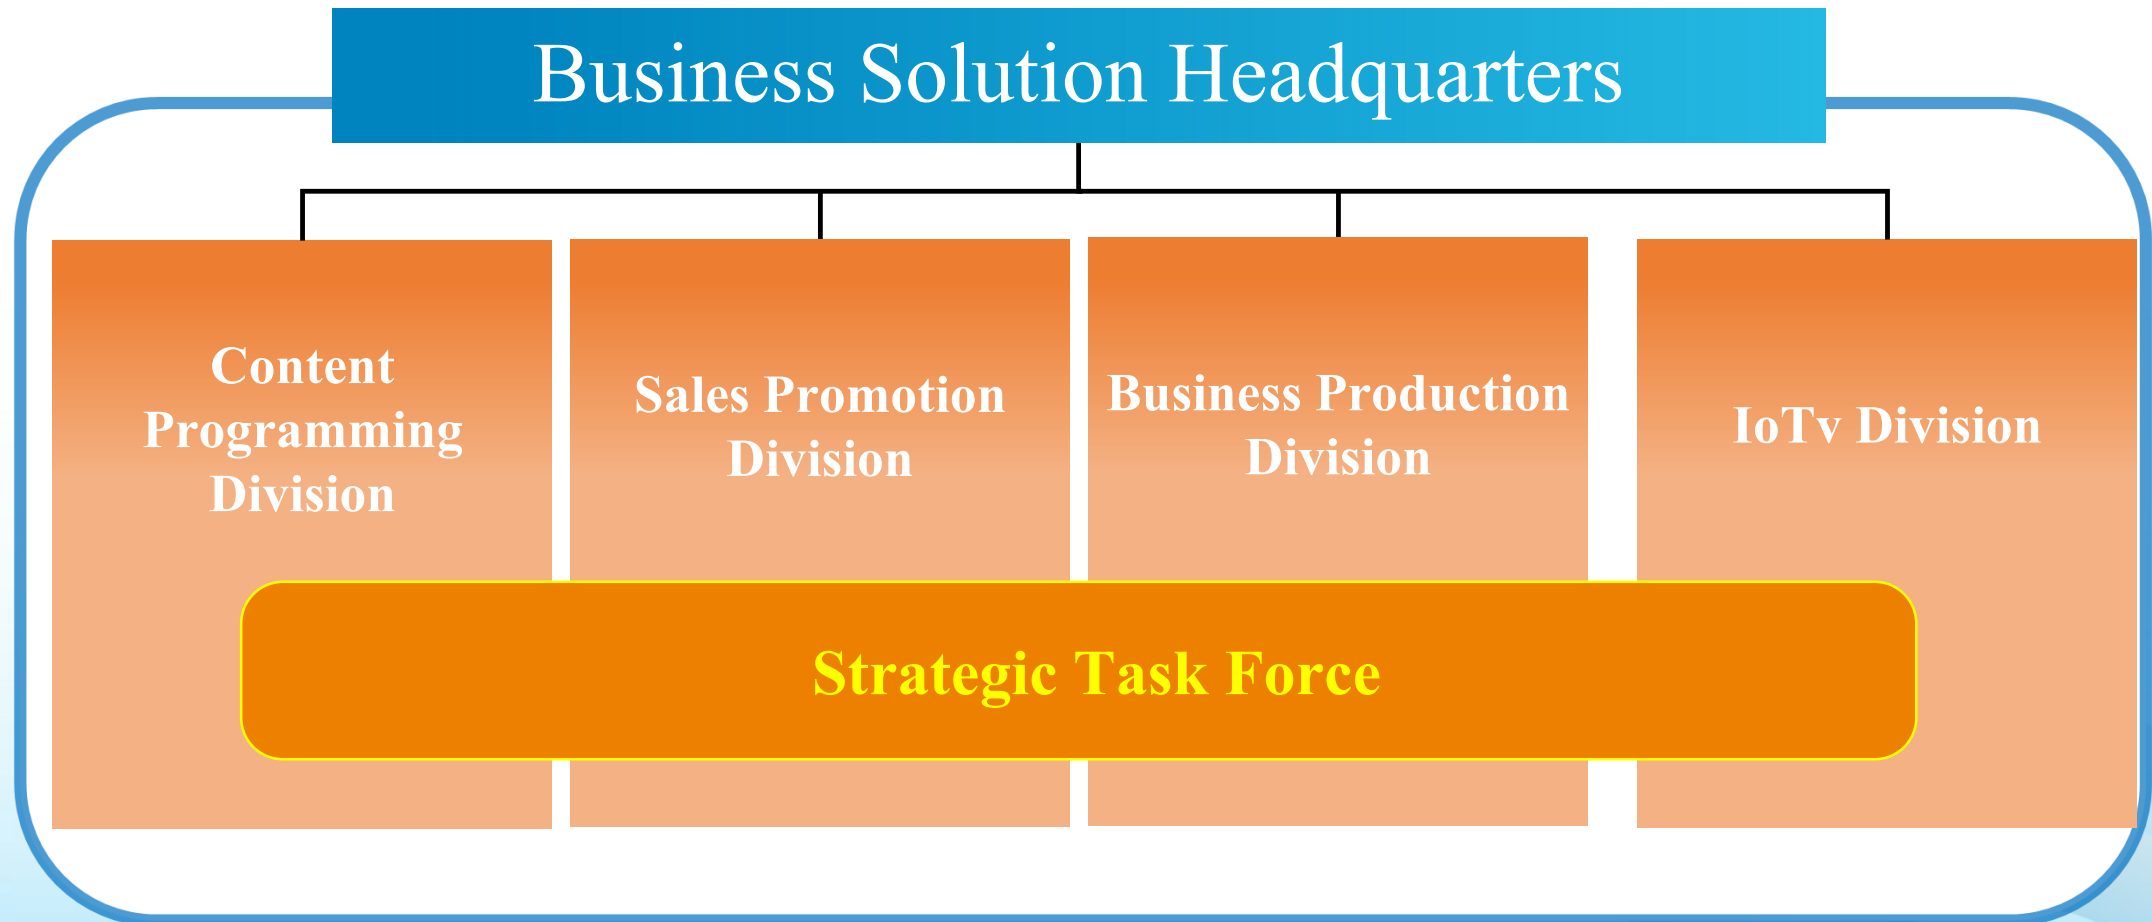 Business Solution Headquarters
Content
Programming
Division
Sales Promotion
Division
Business Production
Division
IoTv Division
Strategic Task Force